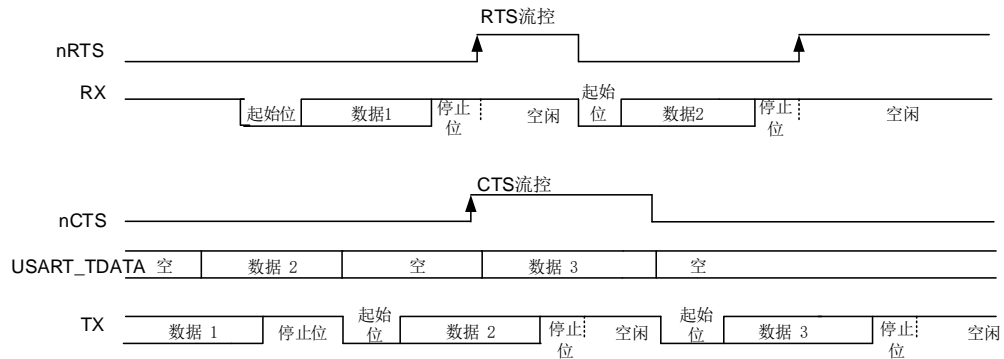 RTS流控
nRTS
RX
起始位 数据1 停止位 空闲 起始位 数据2 停止位 空闲
CTS流控
nCTS
USART_TDATA 空 数据 2 空 数据 3 空
TX
数据 1 停止位 起始位 数据 2 停止位 空闲 起始位 数据 3 停止位 空闲